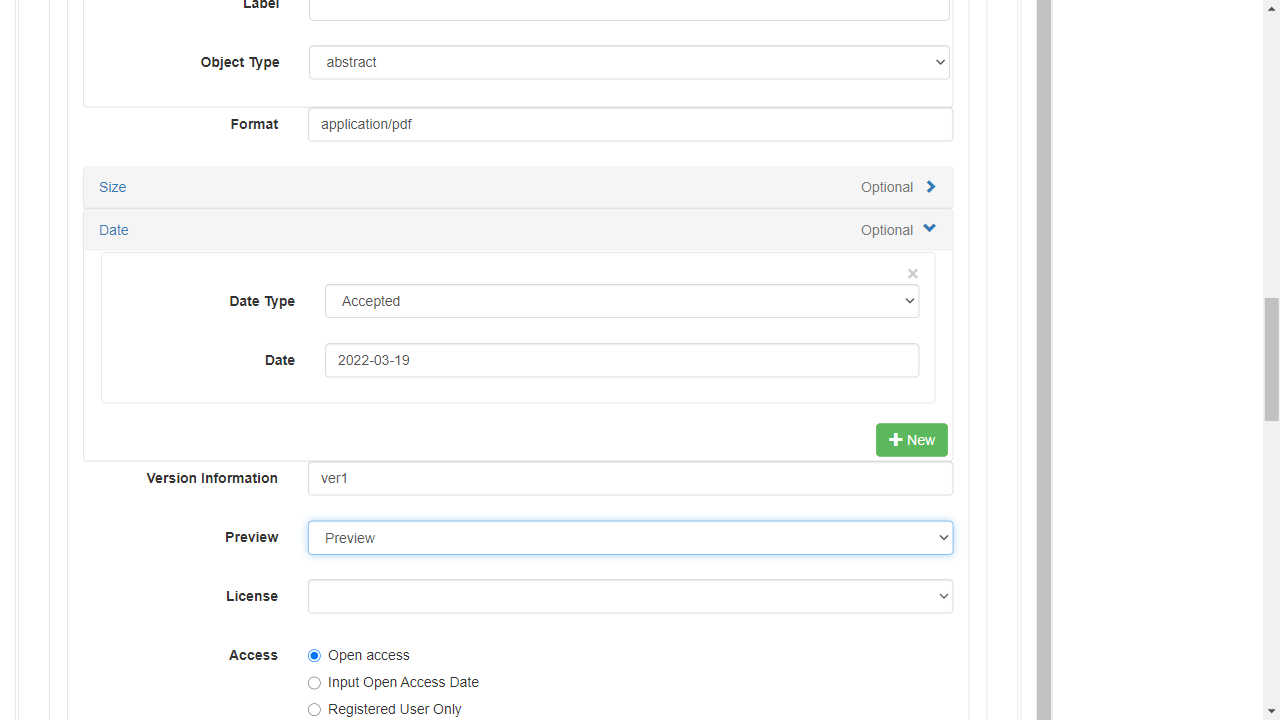 Label
Object Type abstract
Format application/pdf
Size Optional
Date Optional
×
Date Type Accepted
Date 2022-03-19
New
Version Information ver1
Preview Preview
License
Access Open access
Input Open Access Date
Registered User Only